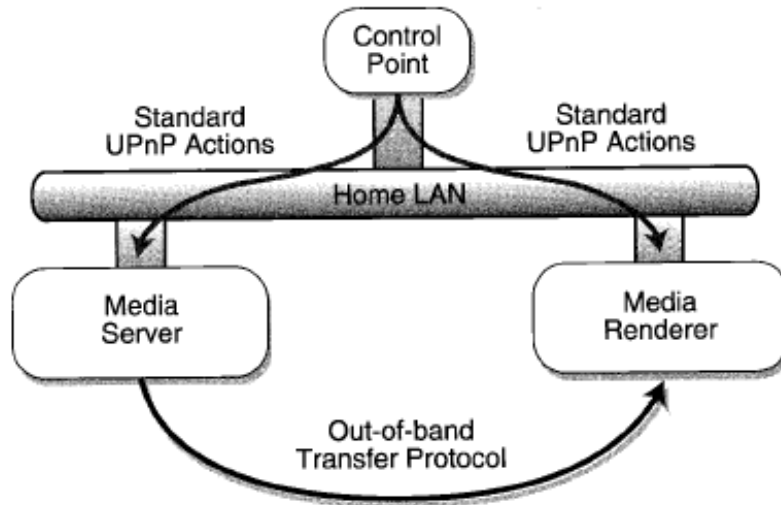 Control
Point
Standard
UPnP Actions
Standard
UPnP Actions
Home LAN
Media
Server
Media
Renderer
Out-of-band
Transfer Protocol